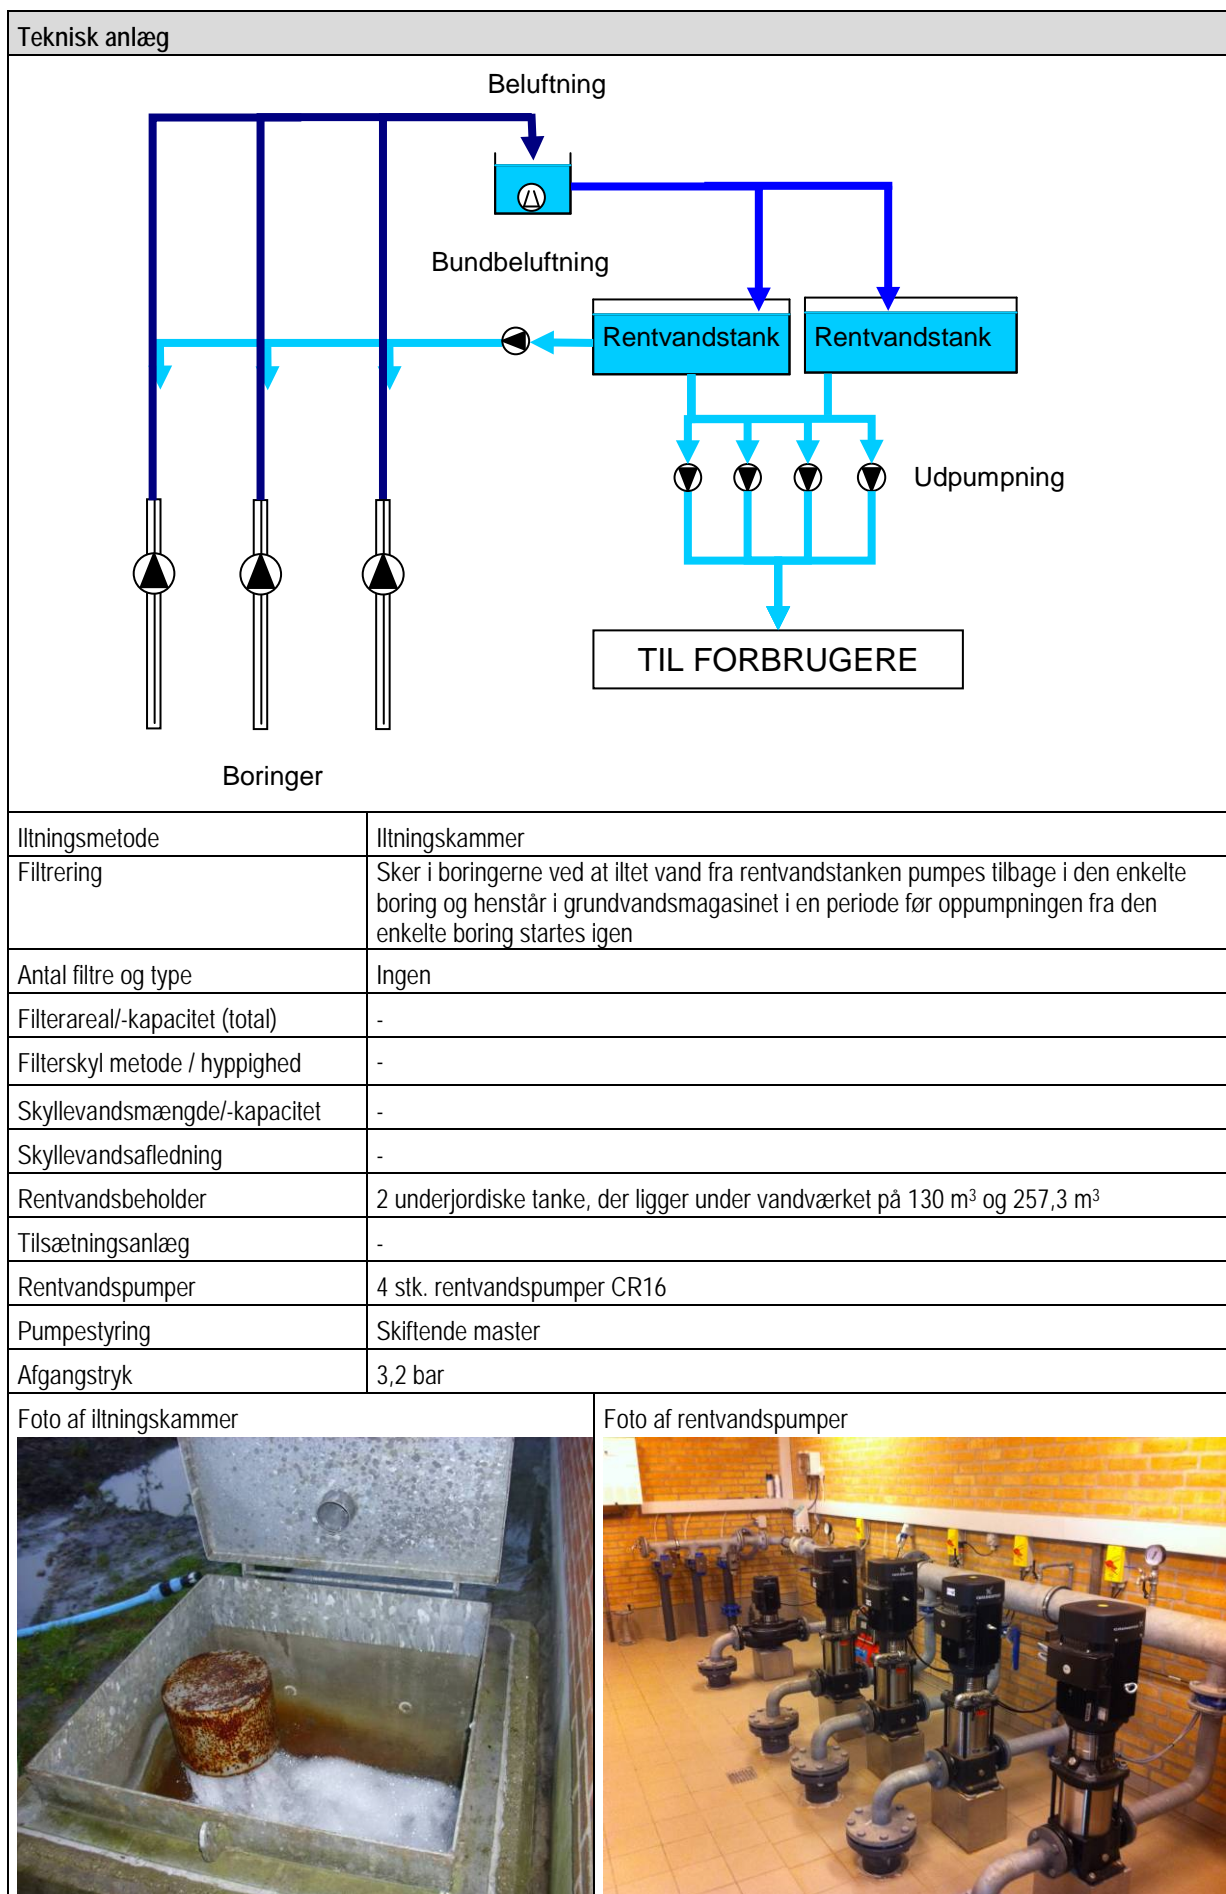 Teknisk anlæg
Beluftning
Bundbeluftning
Rentvandstank
Rentvandstank
Udpumpning
TIL FORBRUGERE
Boringer
Iltningsmetode
Iltningskammer
Filtrering
Sker i boringerne ved at iltet vand fra rentvandstanken pumpes tilbage i den enkelte
boring og henstår i grundvandsmagasinet i en periode før oppumpningen fra den
enkelte boring startes igen
Antal filtre og type
Ingen
Filterareal/-kapacitet (total)
-
Filterskyl metode / hyppighed
-
Skyllevandsmængde/-kapacitet
-
Skyllevandsafledning
-
Rentvandsbeholder
2 underjordiske tanke, der ligger under vandværket på 130 m³ og 257,3 m³
Tilsætningsanlæg
-
Rentvandspumper
4 stk. rentvandspumper CR16
Pumpestyring
Skiftende master
Afgangstryk
3,2 bar
Foto af iltningskammer
Foto af rentvandspumper